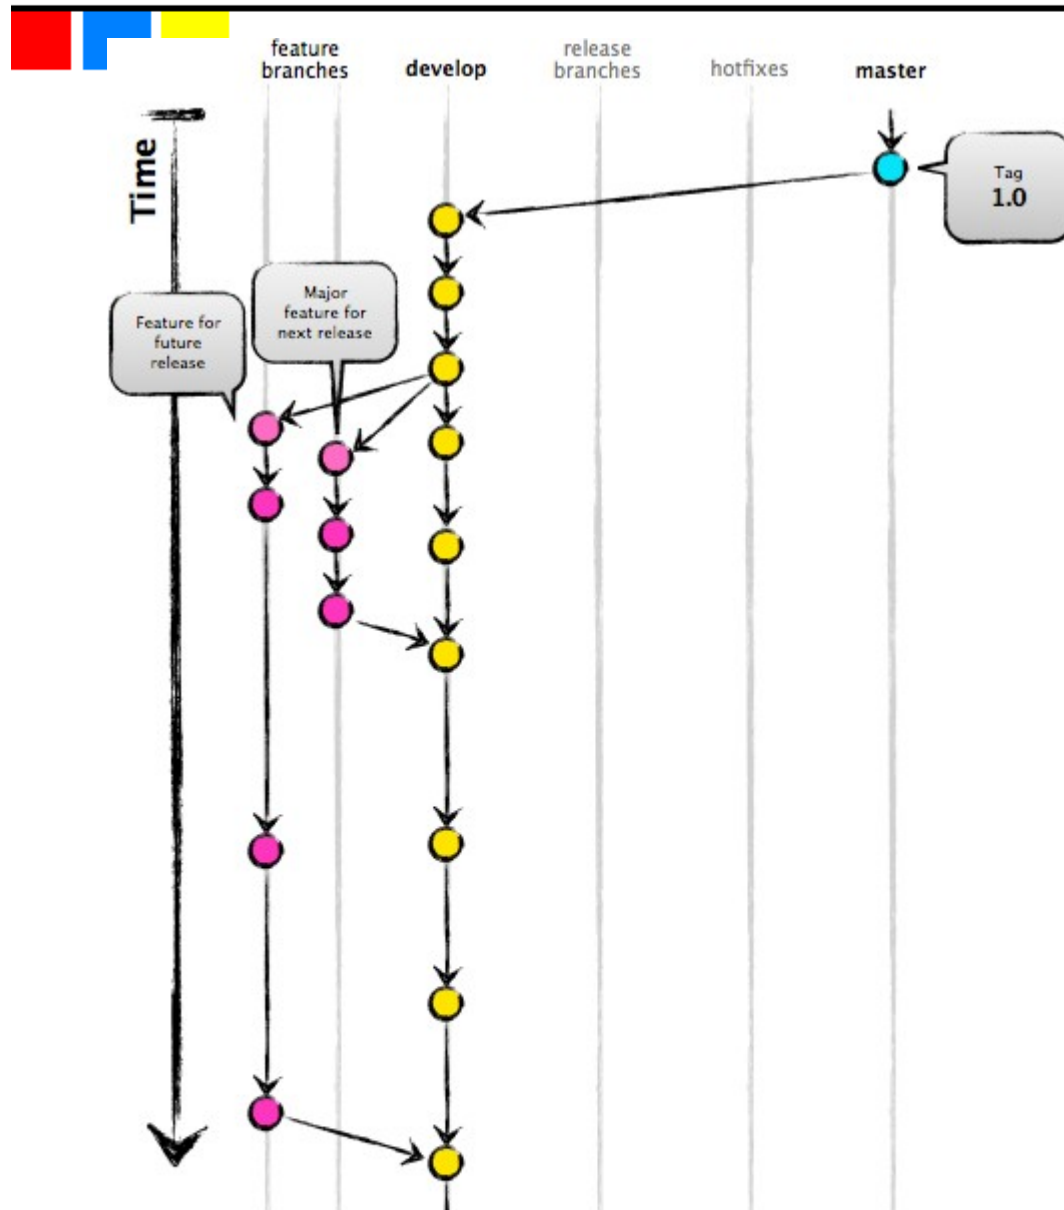 feature
branches
develop
release
branches
hotfixes
master
Time
Tag
1.0
Major
feature for
next release
Feature for
future
release